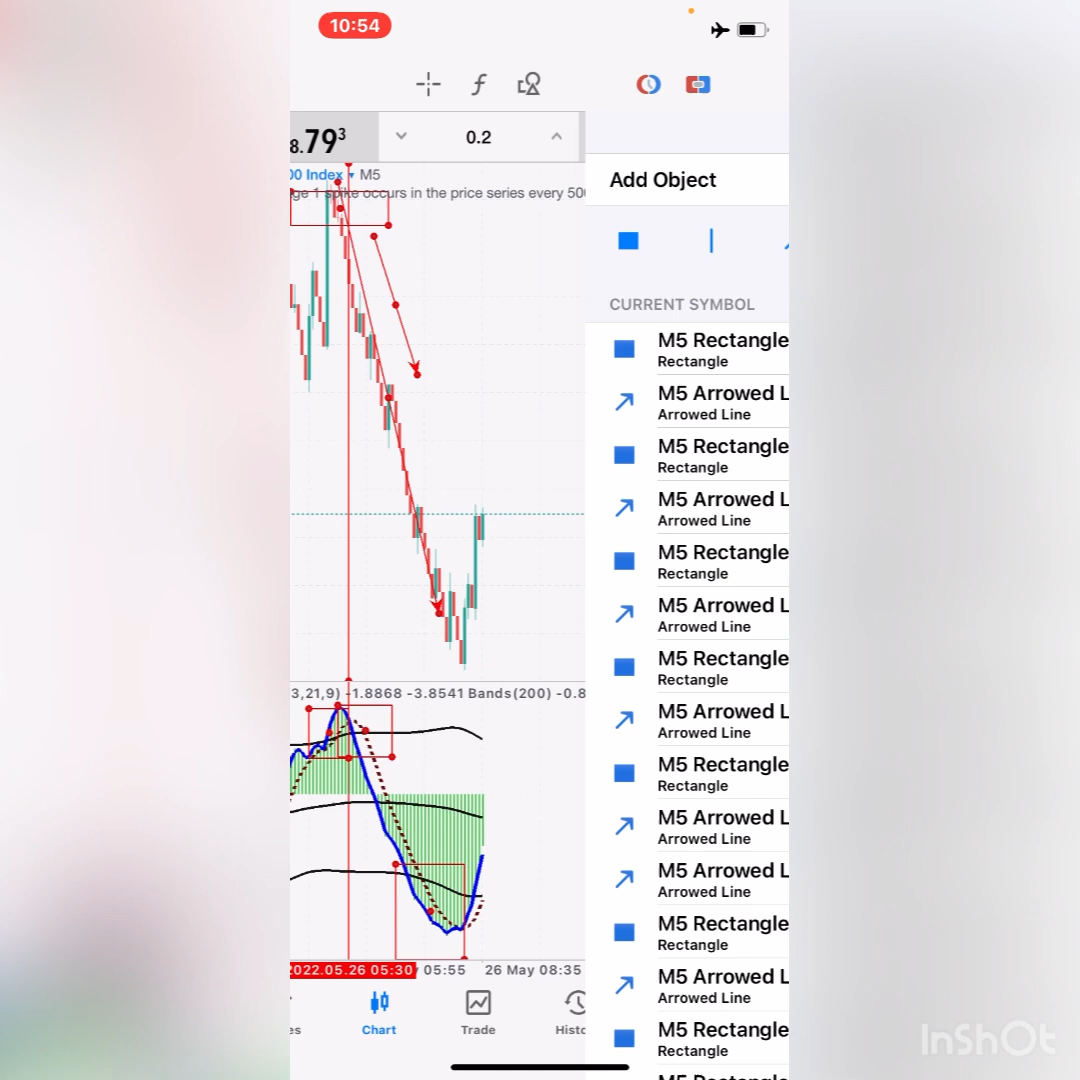 10:54
8.793
0.2
00 Index ▾ M5
ge 1 spike occurs in the price series every 50
Add Object
CURRENT SYMBOL
M5 Rectangle
Rectangle
M5 Arrowed L
Arrowed Line
M5 Rectangle
Rectangle
M5 Arrowed L
Arrowed Line
M5 Rectangle
Rectangle
M5 Arrowed L
Arrowed Line
M5 Rectangle
Rectangle
M5 Arrowed L
Arrowed Line
M5 Rectangle
Rectangle
M5 Arrowed L
Arrowed Line
M5 Arrowed L
Arrowed Line
M5 Rectangle
Rectangle
M5 Arrowed L
Arrowed Line
M5 Rectangle
Rectangle
3,21,9) -1.8868 -3.8541 Bands(200) -0.8
2022.05.26 05:30 05:55 26 May 08:35
es Chart Trade Histo
InShOt